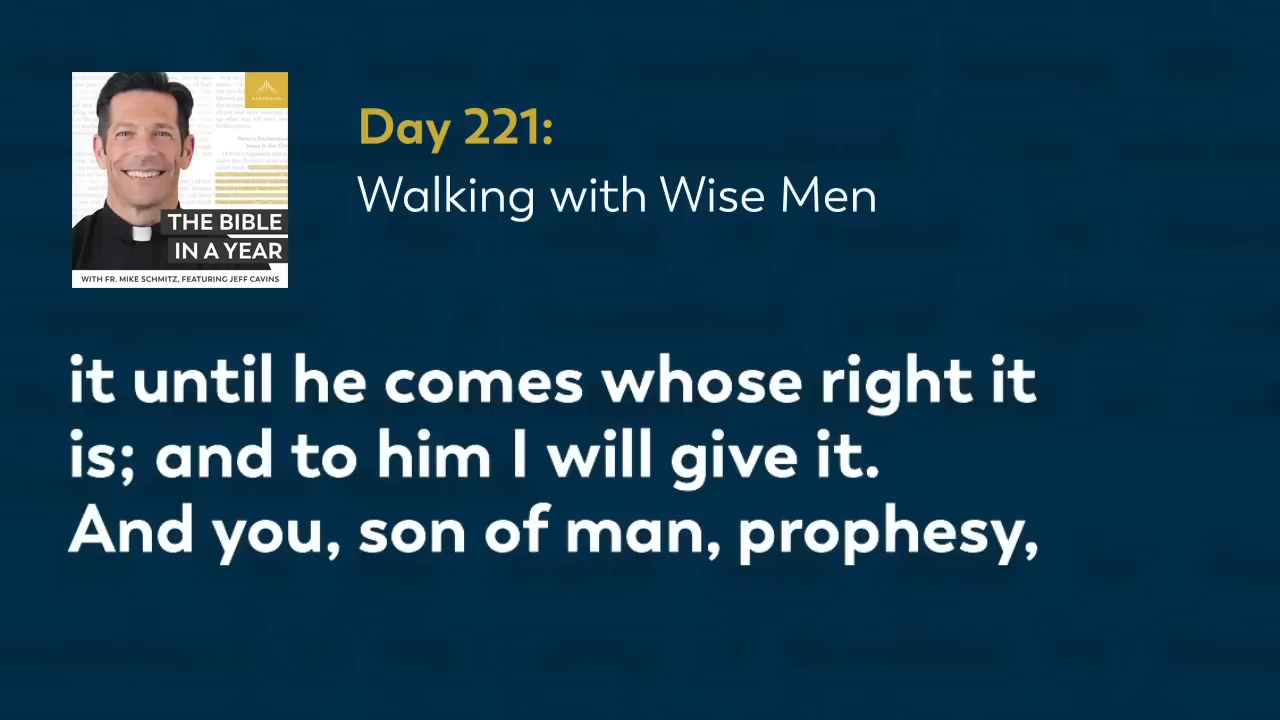 Day 221:
Walking with Wise Men
ASCENSION
THE BIBLE
IN A YEAR
WITH FR. MIKE SCHMITZ, FEATURING JEFF CAVINS
it until he comes whose right it
is; and to him I will give it.
And you, son of man, prophesy,